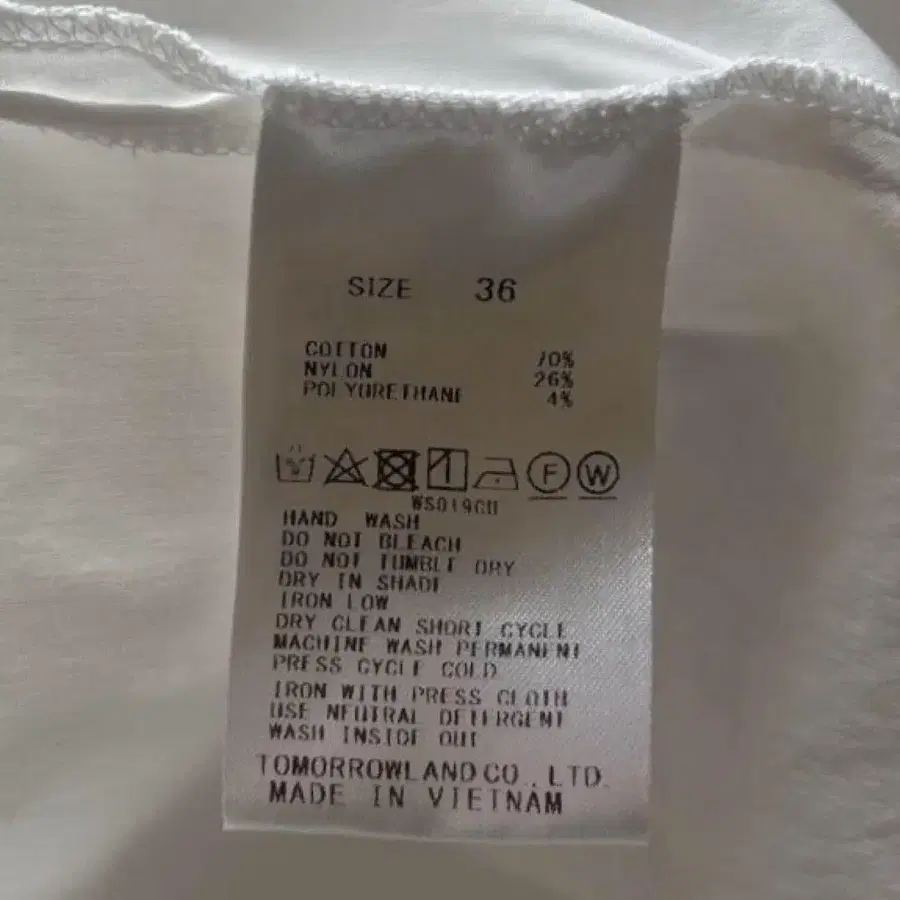 SIZE 36
COTTON 70%
NYLON 26%
POLYURETHANE 4%
F W
HAND WASH
DO NOT BLEACH
DO NOT TUMBLE DRY
DRY IN SHADE
IRON LOW
DRY CLEAN SHORT CYCLE
MACHINE WASH PERMANENT
PRESS CYCLE COLD
IRON WITH PRESS CLOTH
USE NEUTRAL DETERGENT
WASH INSIDE OUT
TOMORROWLAND CO., LTD.
MADE IN VIETNAM